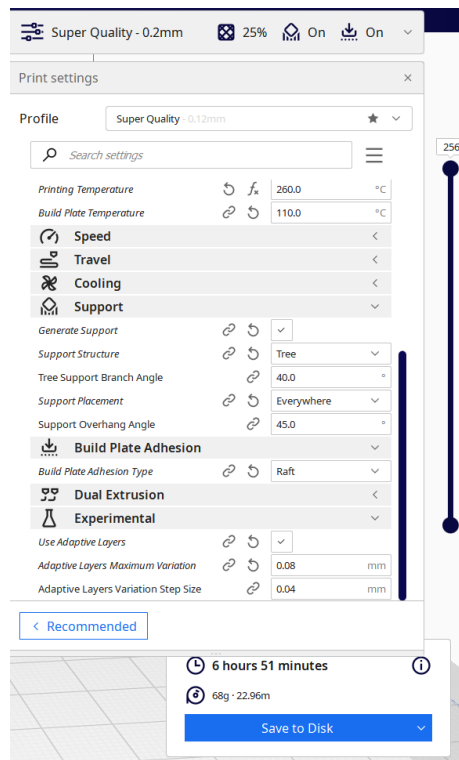 Super Quality - 0.2mm 25% On On
Print settings ×
Profile Super Quality - 0.12mm
256
Search settings
Printing Temperature 260.0 °C
Build Plate Temperature 110.0 °C
Speed
Travel
Cooling
Support
Generate Support
Support Structure Tree
Tree Support Branch Angle 40.0 °
Support Placement Everywhere
Support Overhang Angle 45.0 °
Build Plate Adhesion
Build Plate Adhesion Type Raft
Dual Extrusion
Experimental
Use Adaptive Layers
Adaptive Layers Maximum Variation 0.08 mm
Adaptive Layers Variation Step Size 0.04 mm
Recommended
6 hours 51 minutes
68g · 22.96m
Save to Disk